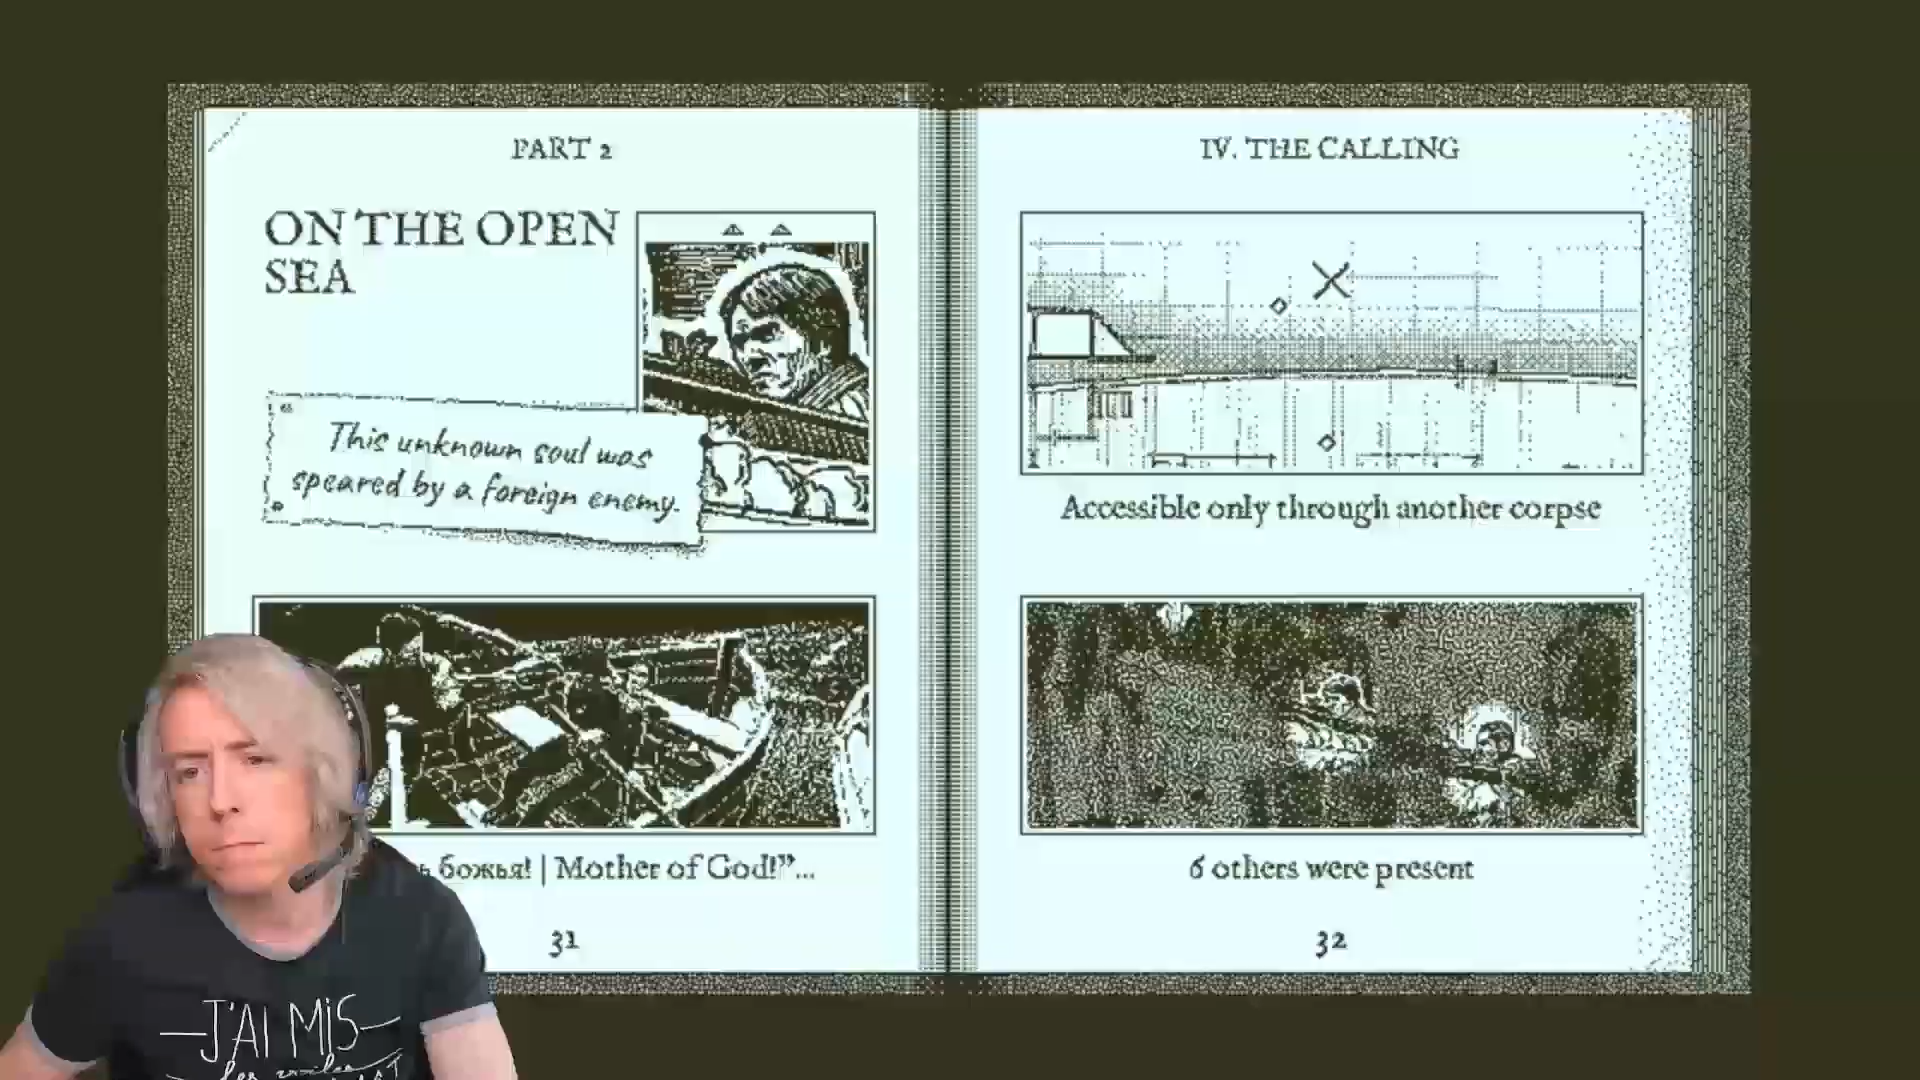 PART 2
ON THE OPEN
SEA
This unknown soul was
speared by a foreign enemy.
божья! | Mother of God!”...
31
IV. THE CALLING
Accessible only through another corpse
6 others were present
32
J'AI MIS